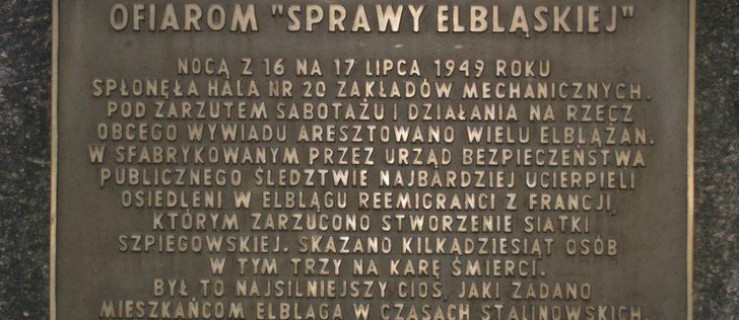 OFIAROM "SPRAWY ELBLĄSKIEJ"
NOCĄ Z 16 NA 17 LIPCA 1949 ROKU
SPŁONĘŁA HALA NR 20 ZAKŁADÓW MECHANICZNYCH.
POD ZARZUTEM SABOTAŻU I DZIAŁANIA NA RZECZ
OBCEGO WYWIADU ARESZTOWANO WIELU ELBLĄŻAN.
W SFABRYKOWANYM PRZEZ URZĄD BEZPIECZEŃSTWA
PUBLICZNEGO ŚLEDZTWIE NAJBARDZIEJ UCIERPIELI
OSIEDLENI W ELBLĄGU REEMIGRANCI Z FRANCJI,
KTÓRYM ZARZUCONO STWORZENIE SIATKI
SZPIEGOWSKIEJ. SKAZANO KILKADZIESIĄT OSÓB
W TYM TRZY NA KARĘ ŚMIERCI.
BYŁ TO NAJSILNIEJSZY CIOS, JAKI ZADANO
MIESZKAŃCOM ELBLĄGA W CZASACH STALINOWSKICH.